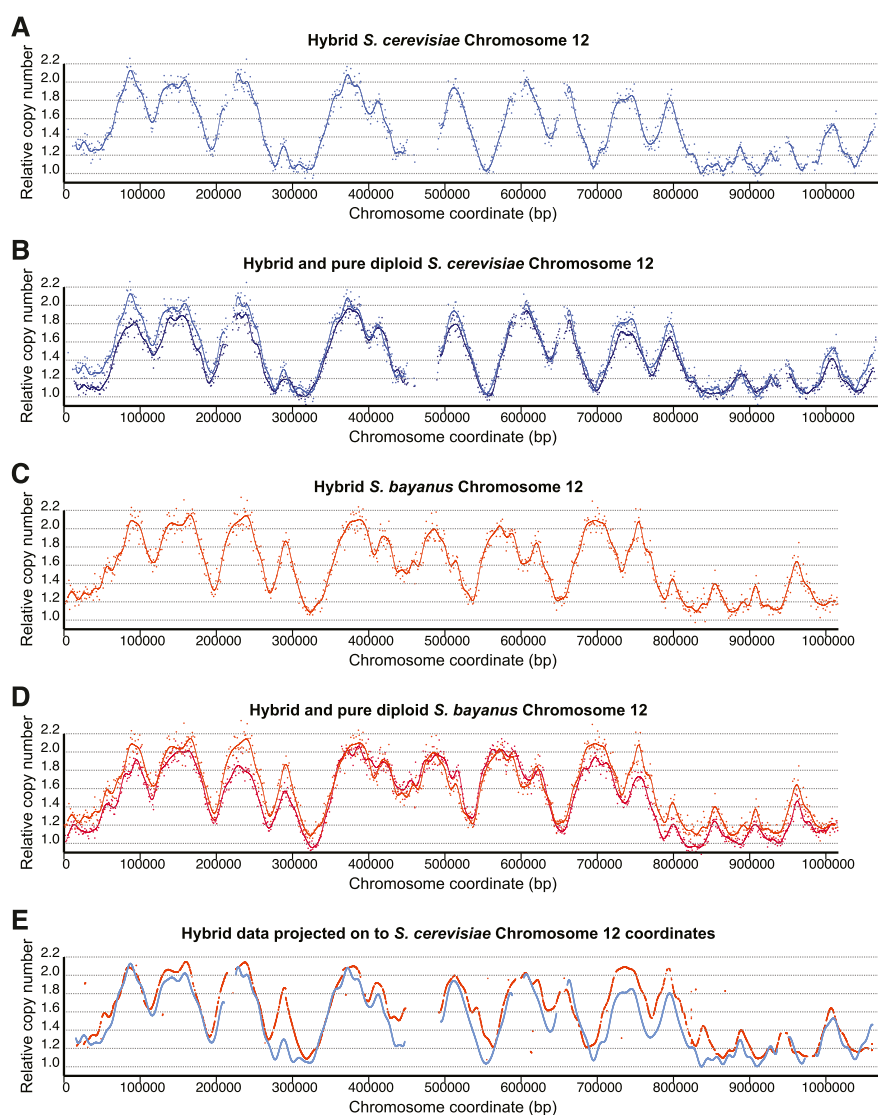 A
Hybrid S. cerevisiae Chromosome 12
Relative copy number
2.2
2.0
1.8
1.6
1.4
1.2
1.0
0 100000 200000 300000 400000 500000 600000 700000 800000 900000 1000000
Chromosome coordinate (bp)
B
Hybrid and pure diploid S. cerevisiae Chromosome 12
Relative copy number
2.2
2.0
1.8
1.6
1.4
1.2
1.0
0 100000 200000 300000 400000 500000 600000 700000 800000 900000 1000000
Chromosome coordinate (bp)
C
Hybrid S. bayanus Chromosome 12
Relative copy number
2.2
2.0
1.8
1.6
1.4
1.2
1.0
0 100000 200000 300000 400000 500000 600000 700000 800000 900000 1000000
Chromosome coordinate (bp)
D
Hybrid and pure diploid S. bayanus Chromosome 12
Relative copy number
2.2
2.0
1.8
1.6
1.4
1.2
1.0
0 100000 200000 300000 400000 500000 600000 700000 800000 900000 1000000
Chromosome coordinate (bp)
E
Hybrid data projected on to S. cerevisiae Chromosome 12 coordinates
Relative copy number
2.2
2.0
1.8
1.6
1.4
1.2
1.0
0 100000 200000 300000 400000 500000 600000 700000 800000 900000 1000000
Chromosome coordinate (bp)